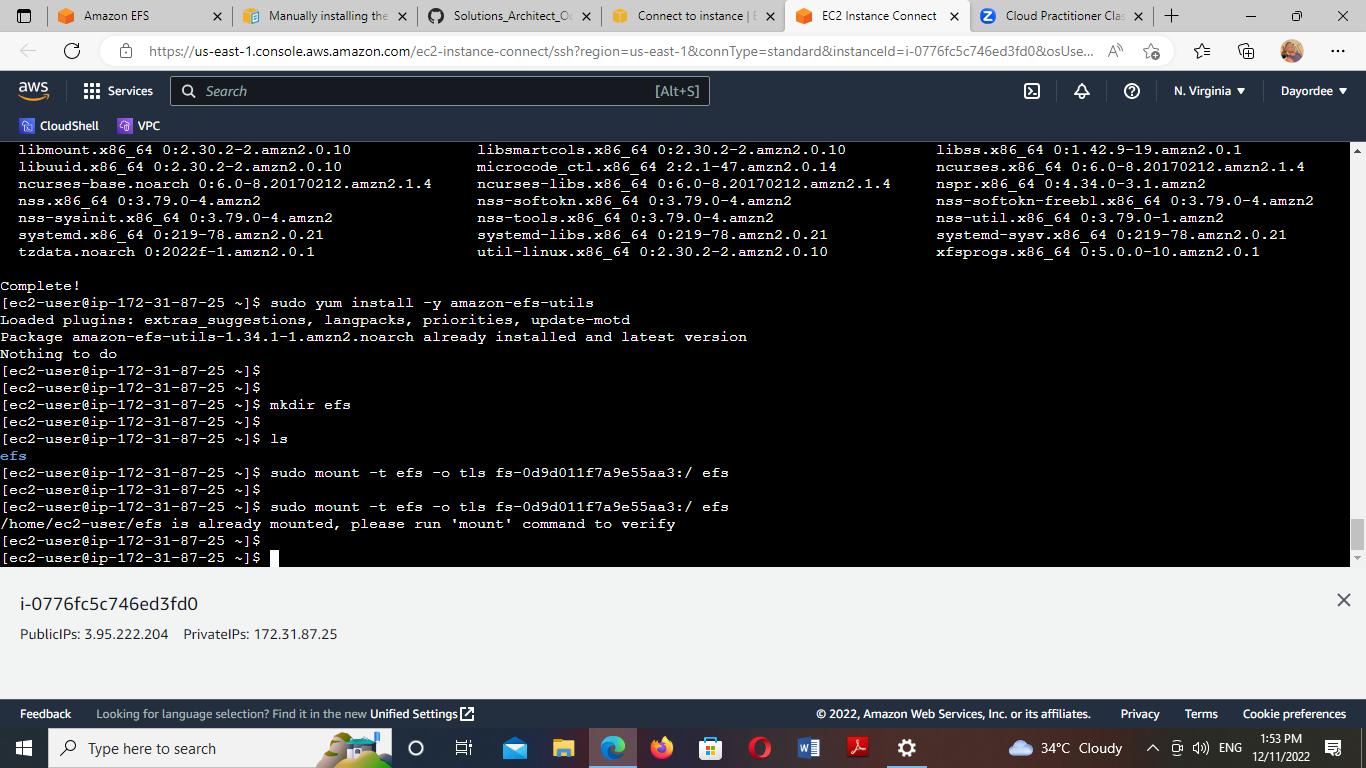 Amazon EFS
Manually installing the
Solutions_Architect_Oc
Connect to instance | E
EC2 Instance Connect
Cloud Practitioner Clas
https://us-east-1.console.aws.amazon.com/ec2-instance-connect/ssh?region=us-east-1&connType=standard&instanceId=i-0776fc5c746ed3fd0&osUse...
aws
Services
Search
[Alt+S]
N. Virginia
Dayordee
CloudShell
VPC
libmount.x86_64 0:2.30.2-2.amzn2.0.10 libsmartcols.x86_64 0:2.30.2-2.amzn2.0.10 libss.x86_64 0:1.42.9-19.amzn2.0.1
libuuid.x86_64 0:2.30.2-2.amzn2.0.10 microcode_ctl.x86_64 2:2.1-47.amzn2.0.14 ncurses.x86_64 0:6.0-8.20170212.amzn2.1.4
ncurses-base.noarch 0:6.0-8.20170212.amzn2.1.4 ncurses-libs.x86_64 0:6.0-8.20170212.amzn2.1.4 nspr.x86_64 0:4.34.0-3.1.amzn2
nss.x86_64 0:3.79.0-4.amzn2 nss-softokn.x86_64 0:3.79.0-4.amzn2 nss-softokn-freebl.x86_64 0:3.79.0-4.amzn2
nss-sysinit.x86_64 0:3.79.0-4.amzn2 nss-tools.x86_64 0:3.79.0-4.amzn2 nss-util.x86_64 0:3.79.0-1.amzn2
systemd.x86_64 0:219-78.amzn2.0.21 systemd-libs.x86_64 0:219-78.amzn2.0.21 systemd-sysv.x86_64 0:219-78.amzn2.0.21
tzdata.noarch 0:2022f-1.amzn2.0.1 util-linux.x86_64 0:2.30.2-2.amzn2.0.10 xfsprogs.x86_64 0:5.0.0-10.amzn2.0.1
Complete!
[ec2-user@ip-172-31-87-25 ~]$ sudo yum install -y amazon-efs-utils
Loaded plugins: extras_suggestions, langpacks, priorities, update-motd
Package amazon-efs-utils-1.34.1-1.amzn2.noarch already installed and latest version
Nothing to do
[ec2-user@ip-172-31-87-25 ~]$
[ec2-user@ip-172-31-87-25 ~]$
[ec2-user@ip-172-31-87-25 ~]$ mkdir efs
[ec2-user@ip-172-31-87-25 ~]$
[ec2-user@ip-172-31-87-25 ~]$ ls
efs
[ec2-user@ip-172-31-87-25 ~]$ sudo mount -t efs -o tls fs-0d9d011f7a9e55aa3:/ efs
[ec2-user@ip-172-31-87-25 ~]$
[ec2-user@ip-172-31-87-25 ~]$ sudo mount -t efs -o tls fs-0d9d011f7a9e55aa3:/ efs
/home/ec2-user/efs is already mounted, please run 'mount' command to verify
[ec2-user@ip-172-31-87-25 ~]$
[ec2-user@ip-172-31-87-25 ~]$
i-0776fc5c746ed3fd0
PublicIPs: 3.95.222.204 PrivateIPs: 172.31.87.25
Feedback
Looking for language selection? Find it in the new Unified Settings
© 2022, Amazon Web Services, Inc. or its affiliates.
Privacy
Terms
Cookie preferences
Type here to search
34°C Cloudy
ENG
1:53 PM
12/11/2022